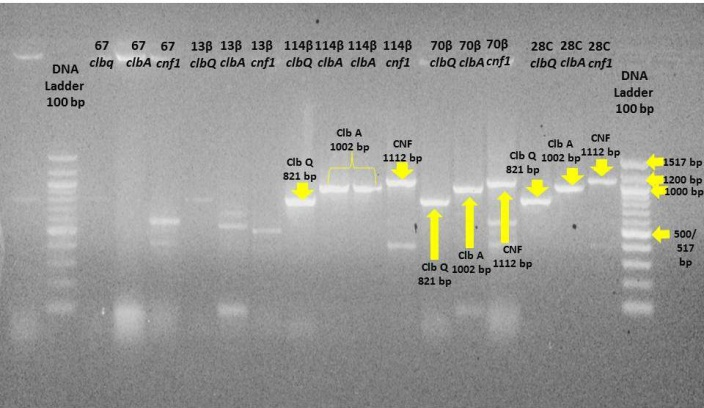 67 67 67 13β 13β 13β 114β 114β 114β 114β 70β 70β 70β 28C 28C 28C
clbq clbA cnf1 clbQ clbA cnf1 clbQ clbA clbA cnf1 clbQ clbA cnf1 clbQ clbA cnf1
DNA
Ladder
100 bp
Clb Q
821 bp
Clb A
1002 bp
CNF
1112 bp
Clb Q
821 bp
Clb A
1002 bp
CNF
1112 bp
Clb Q
821 bp
Clb A
1002 bp
CNF
1112 bp
DNA
Ladder
100 bp
1517 bp
1200 bp
1000 bp
500/
517
bp